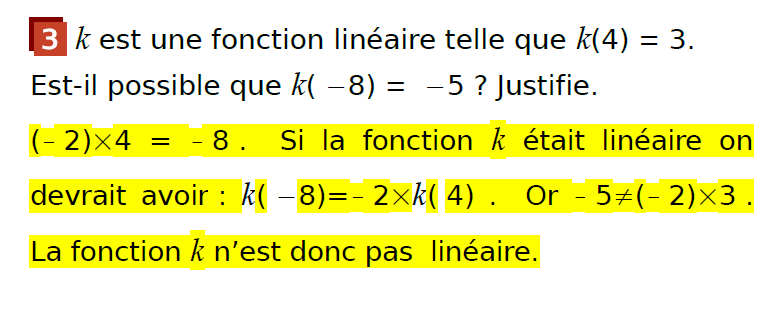 3 k est une fonction linéaire telle que k(4) = 3.
Est-il possible que k( −8) = −5 ? Justifie.
(– 2)×4 = – 8 . Si la fonction k était linéaire on
devrait avoir : k( −8)=– 2×k( 4) . Or – 5≠(– 2)×3 .
La fonction k n’est donc pas linéaire.